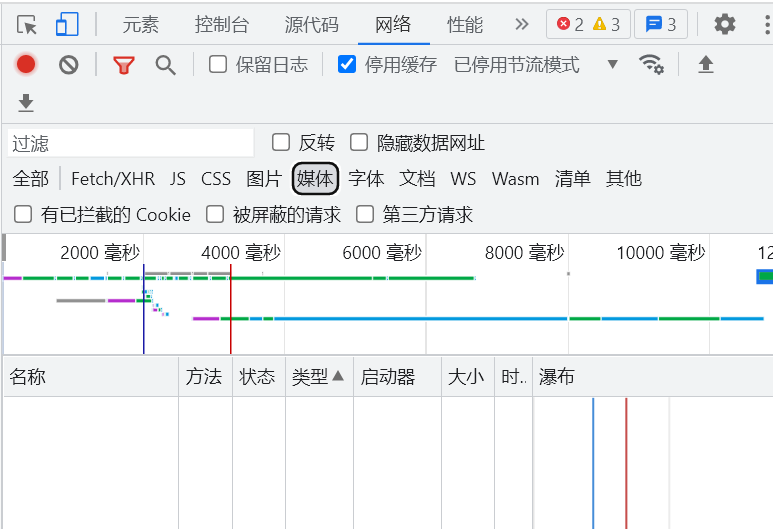 元素 控制台 源代码 网络 性能 » 2 3 3
保留日志 停用缓存 已停用节流模式
过滤 反转 隐藏数据网址
全部 Fetch/XHR JS CSS 图片 媒体 字体 文档 WS Wasm 清单 其他
有已拦截的 Cookie 被屏蔽的请求 第三方请求
2000 毫秒 4000 毫秒 6000 毫秒 8000 毫秒 10000 毫秒 12
名称 方法 状态 类型 启动器 大小 时.. 瀑布